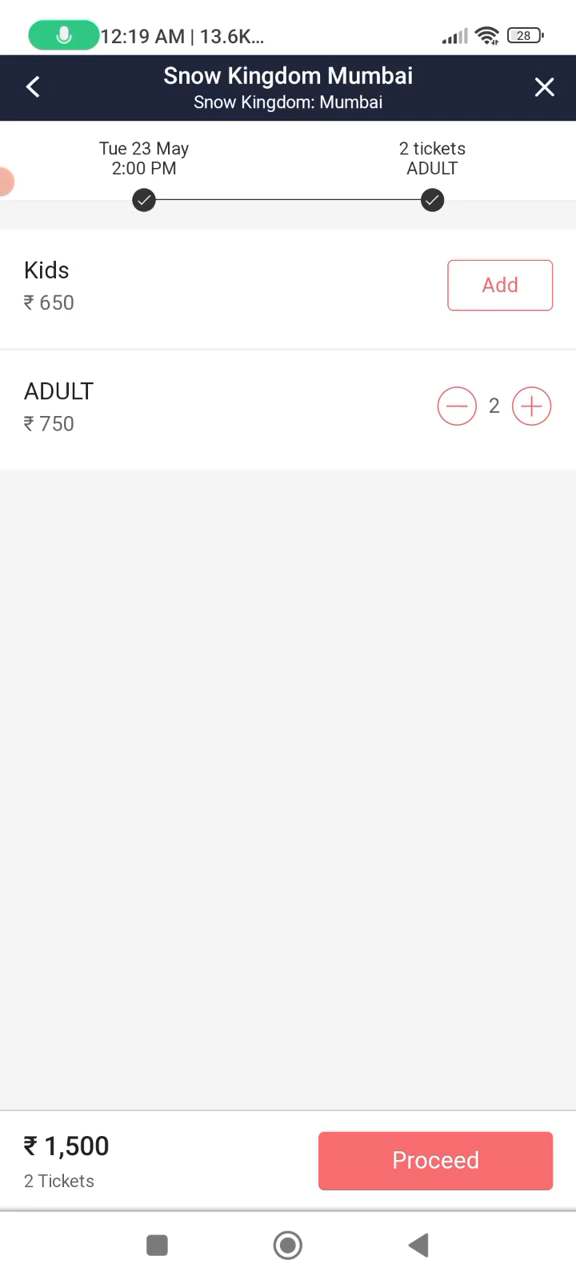 12:19 AM | 13.6K...
28
Snow Kingdom Mumbai
Snow Kingdom: Mumbai
Tue 23 May
2:00 PM
2 tickets
ADULT
Kids
₹ 650
Add
ADULT
₹ 750
2
₹ 1,500
2 Tickets
Proceed